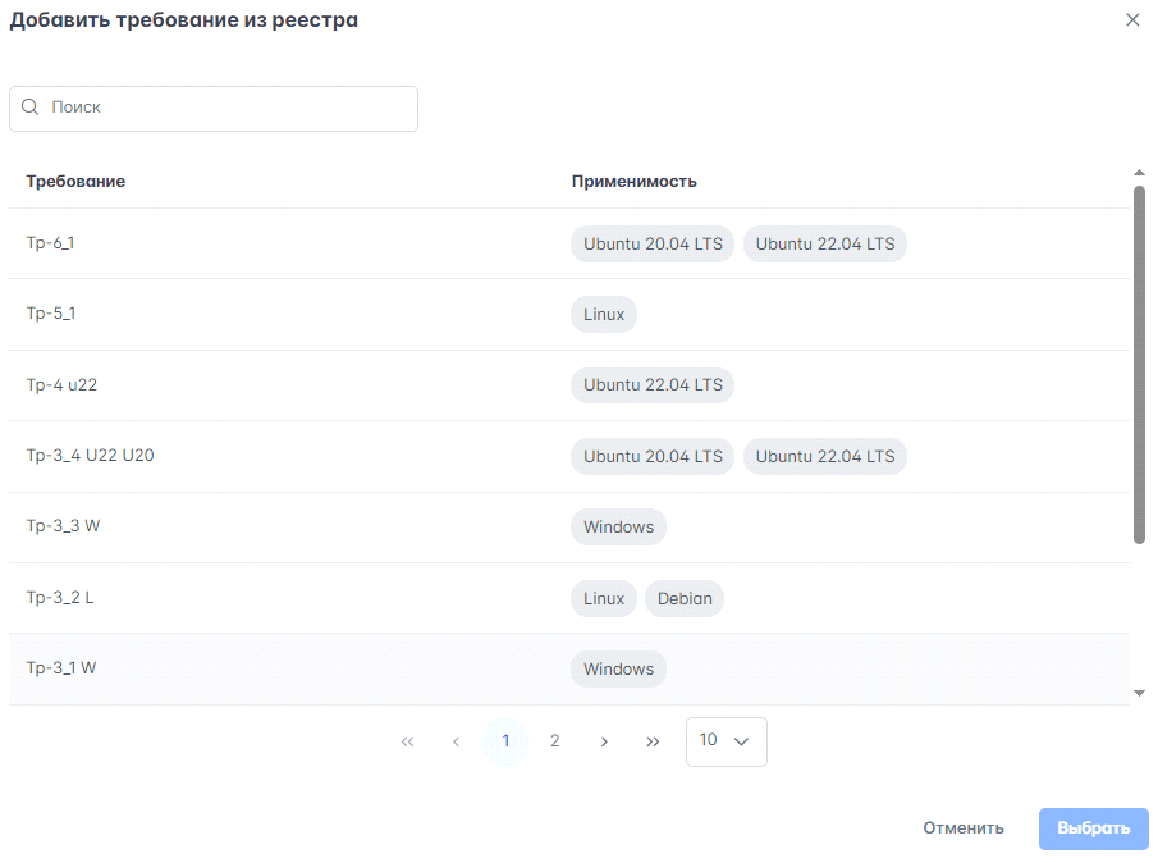 Добавить требование из реестра
Поиск
Требование Применимость
Тр-6_1 Ubuntu 20.04 LTS Ubuntu 22.04 LTS
Тр-5_1 Linux
Тр-4 u22 Ubuntu 22.04 LTS
Тр-3_4 U22 U20 Ubuntu 20.04 LTS Ubuntu 22.04 LTS
Тр-3_3 W Windows
Тр-3_2 L Linux Debian
Тр-3_1 W Windows
« ‹ 1 2 › » 10
Отменить Выбрать